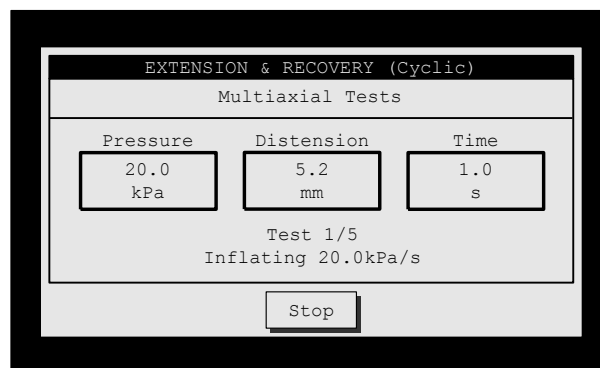 EXTENSION & RECOVERY (Cyclic)
Multiaxial Tests
Pressure Distension Time
20.0 5.2 1.0
kPa mm s
Test 1/5
Inflating 20.0kPa/s
Stop